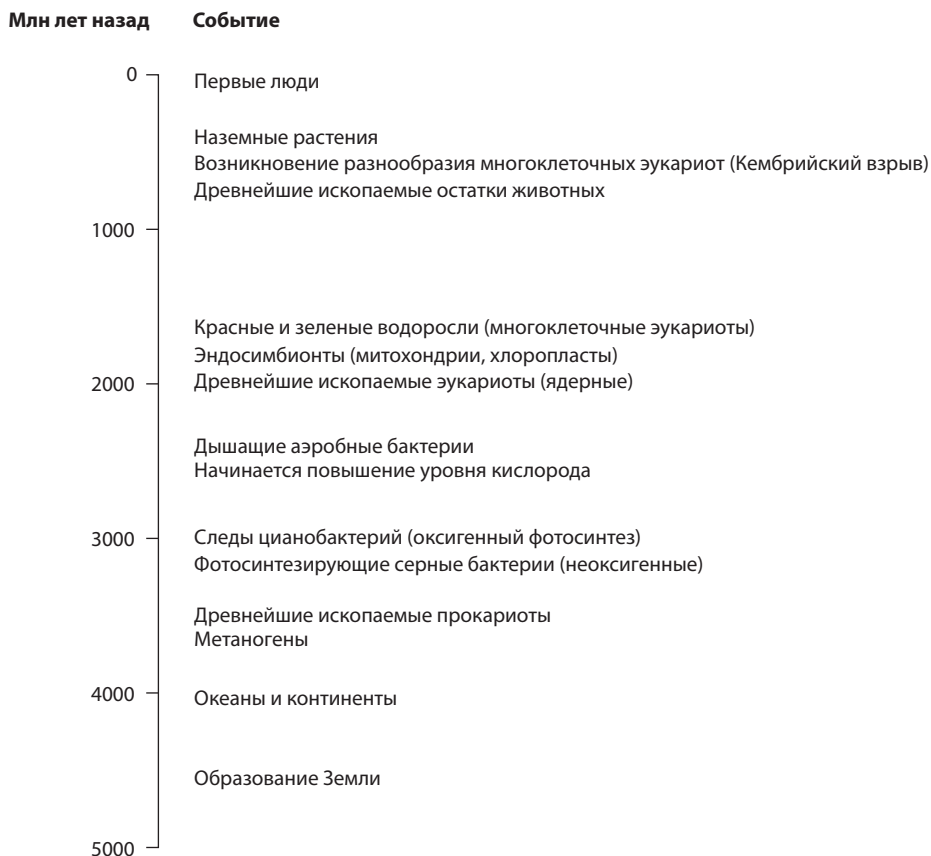 Млн лет назад Событие
0 Первые люди
Наземные растения
Возникновение разнообразия многоклеточных эукариот (Кембрийский взрыв)
Древнейшие ископаемые остатки животных
1000
Красные и зеленые водоросли (многоклеточные эукариоты)
Эндосимбионты (митохондрии, хлоропласты)
2000 Древнейшие ископаемые эукариоты (ядерные)
Дышащие аэробные бактерии
Начинается повышение уровня кислорода
3000 Следы цианобактерий (оксигенный фотосинтез)
Фотосинтезирующие серные бактерии (неоксигенные)
Древнейшие ископаемые прокариоты
Метаногены
4000 Океаны и континенты
Образование Земли
5000